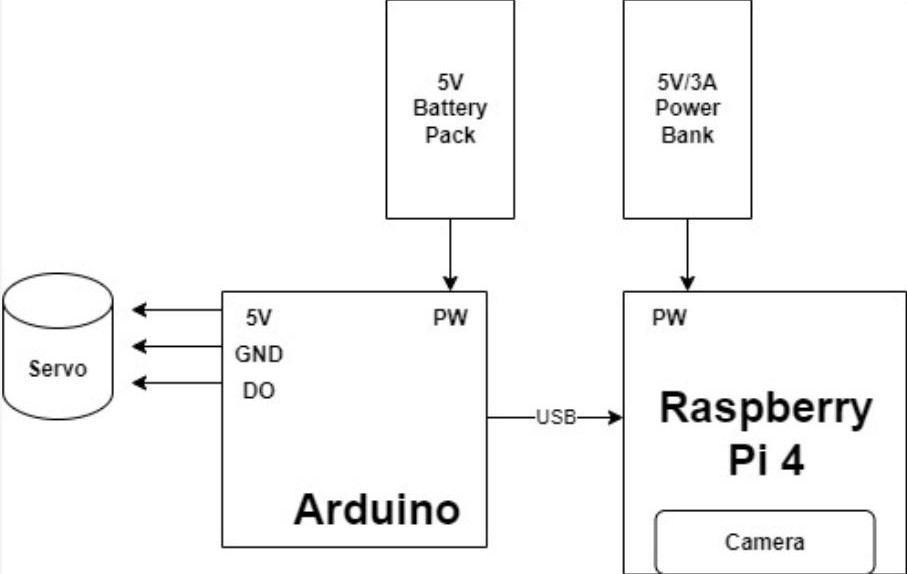 5V
Battery
Pack
5V/3A
Power
Bank
Servo
5V
GND
DO
PW
Arduino
USB
PW
Raspberry
Pi 4
Camera